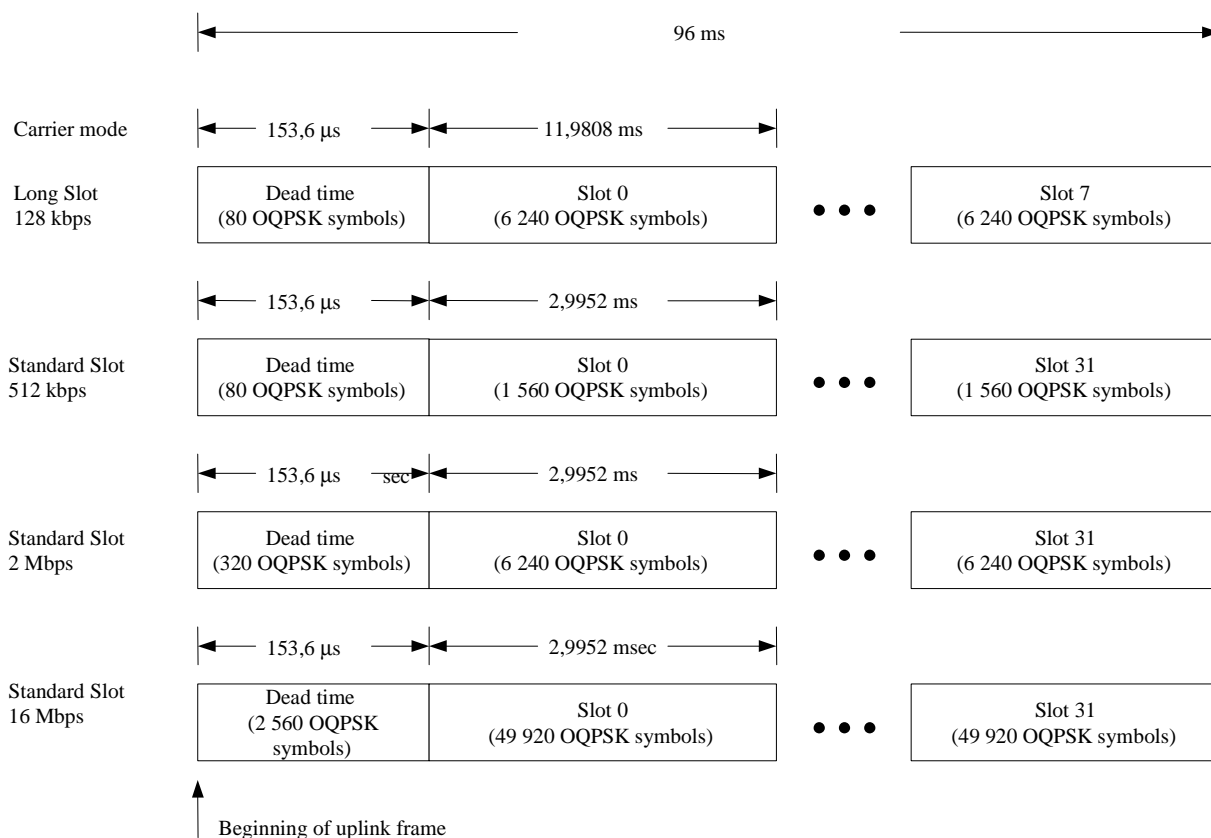 96 ms
Carrier mode
153,6 μs
11,9808 ms
Long Slot
128 kbps
Dead time
(80 OQPSK symbols)
Slot 0
(6 240 OQPSK symbols)
Slot 7
(6 240 OQPSK symbols)
153,6 μs
2,9952 ms
Standard Slot
512 kbps
Dead time
(80 OQPSK symbols)
Slot 0
(1 560 OQPSK symbols)
Slot 31
(1 560 OQPSK symbols)
153,6 μs sec
2,9952 ms
Standard Slot
2 Mbps
Dead time
(320 OQPSK symbols)
Slot 0
(6 240 OQPSK symbols)
Slot 31
(6 240 OQPSK symbols)
153,6 μs
2,9952 msec
Standard Slot
16 Mbps
Dead time
(2 560 OQPSK
symbols)
Slot 0
(49 920 OQPSK symbols)
Slot 31
(49 920 OQPSK symbols)
Beginning of uplink frame